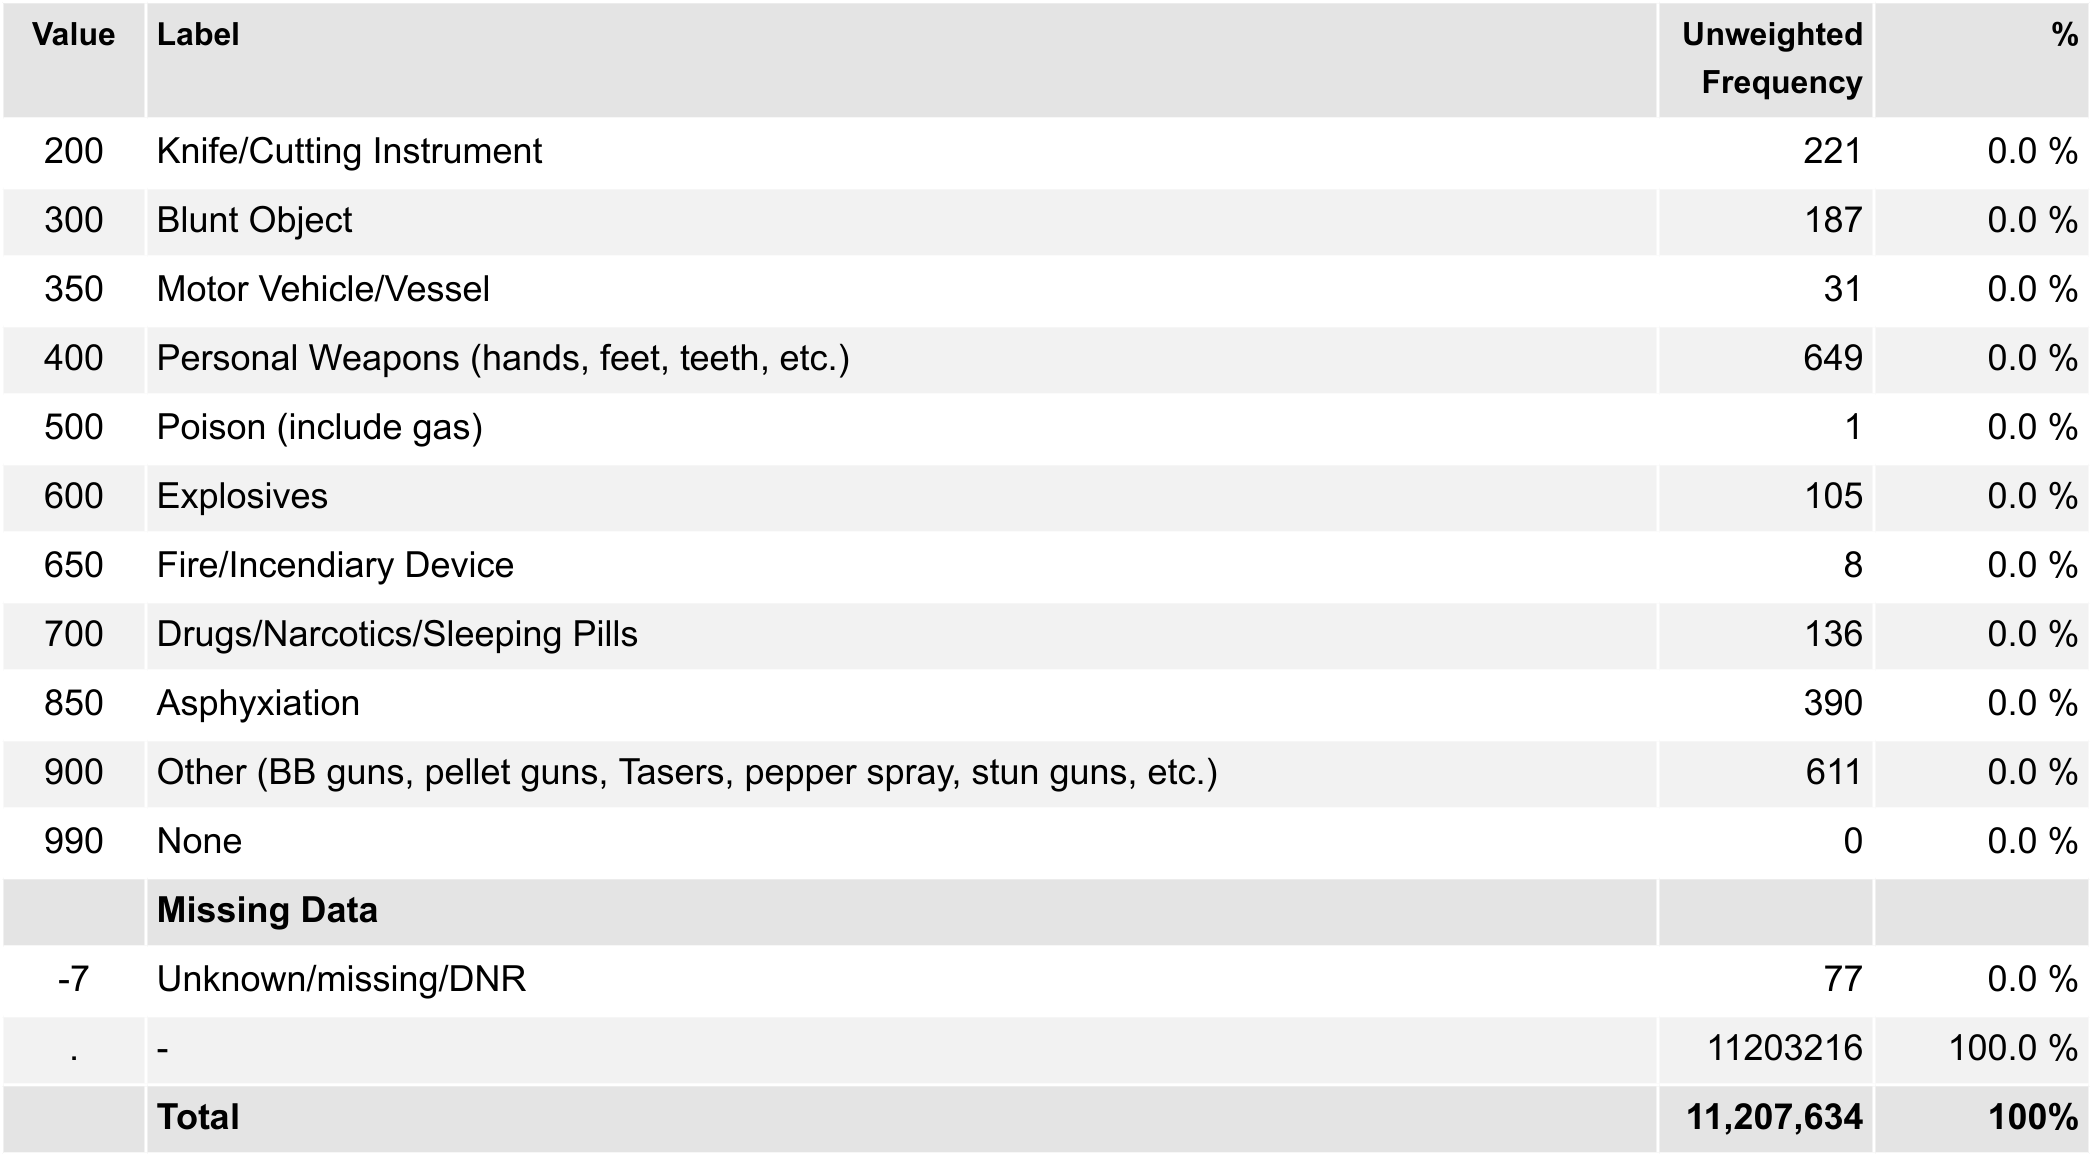 Value Label Unweighted Frequency %
200 Knife/Cutting Instrument 221 0.0 %
300 Blunt Object 187 0.0 %
350 Motor Vehicle/Vessel 31 0.0 %
400 Personal Weapons (hands, feet, teeth, etc.) 649 0.0 %
500 Poison (include gas) 1 0.0 %
600 Explosives 105 0.0 %
650 Fire/Incendiary Device 8 0.0 %
700 Drugs/Narcotics/Sleeping Pills 136 0.0 %
850 Asphyxiation 390 0.0 %
900 Other (BB guns, pellet guns, Tasers, pepper spray, stun guns, etc.) 611 0.0 %
990 None 0 0.0 %
Missing Data
-7 Unknown/missing/DNR 77 0.0 %
. - 11203216 100.0 %
Total 11,207,634 100%